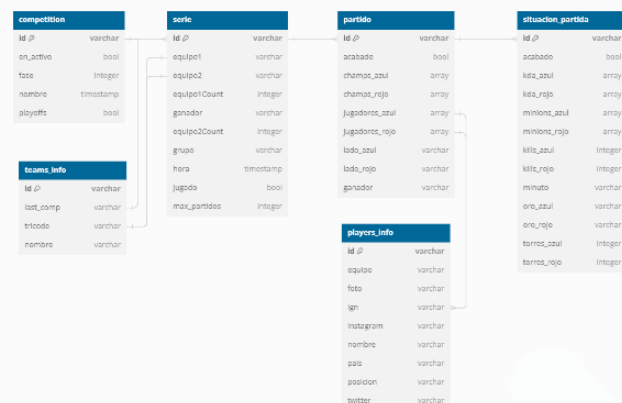 competition
id varchar
en_activo bool
fase integer
nombre timestamp
playoffs bool
serie
id varchar
equipo1 varchar
equipo2 varchar
equipo1Count integer
ganador varchar
equipo2Count integer
grupo varchar
hora timestamp
jugado bool
max_partidos integer
partido
id varchar
acabado bool
champs_azul array
champs_rojo array
jugadores_azul array
jugadores_rojo array
lado_azul varchar
lado_rojo varchar
ganador varchar
situacion_partida
id varchar
acabado bool
kda_azul array
kda_rojo array
minions_azul array
minions_rojo array
kills_azul integer
kills_rojo integer
minuto varchar
oro_azul varchar
oro_rojo varchar
torres_azul integer
torres_rojo integer
teams_info
id varchar
last_comp varchar
tricode varchar
nombre varchar
players_info
id varchar
equipo varchar
foto varchar
ign varchar
instagram varchar
nombre varchar
pais varchar
posicion varchar
twitter varchar